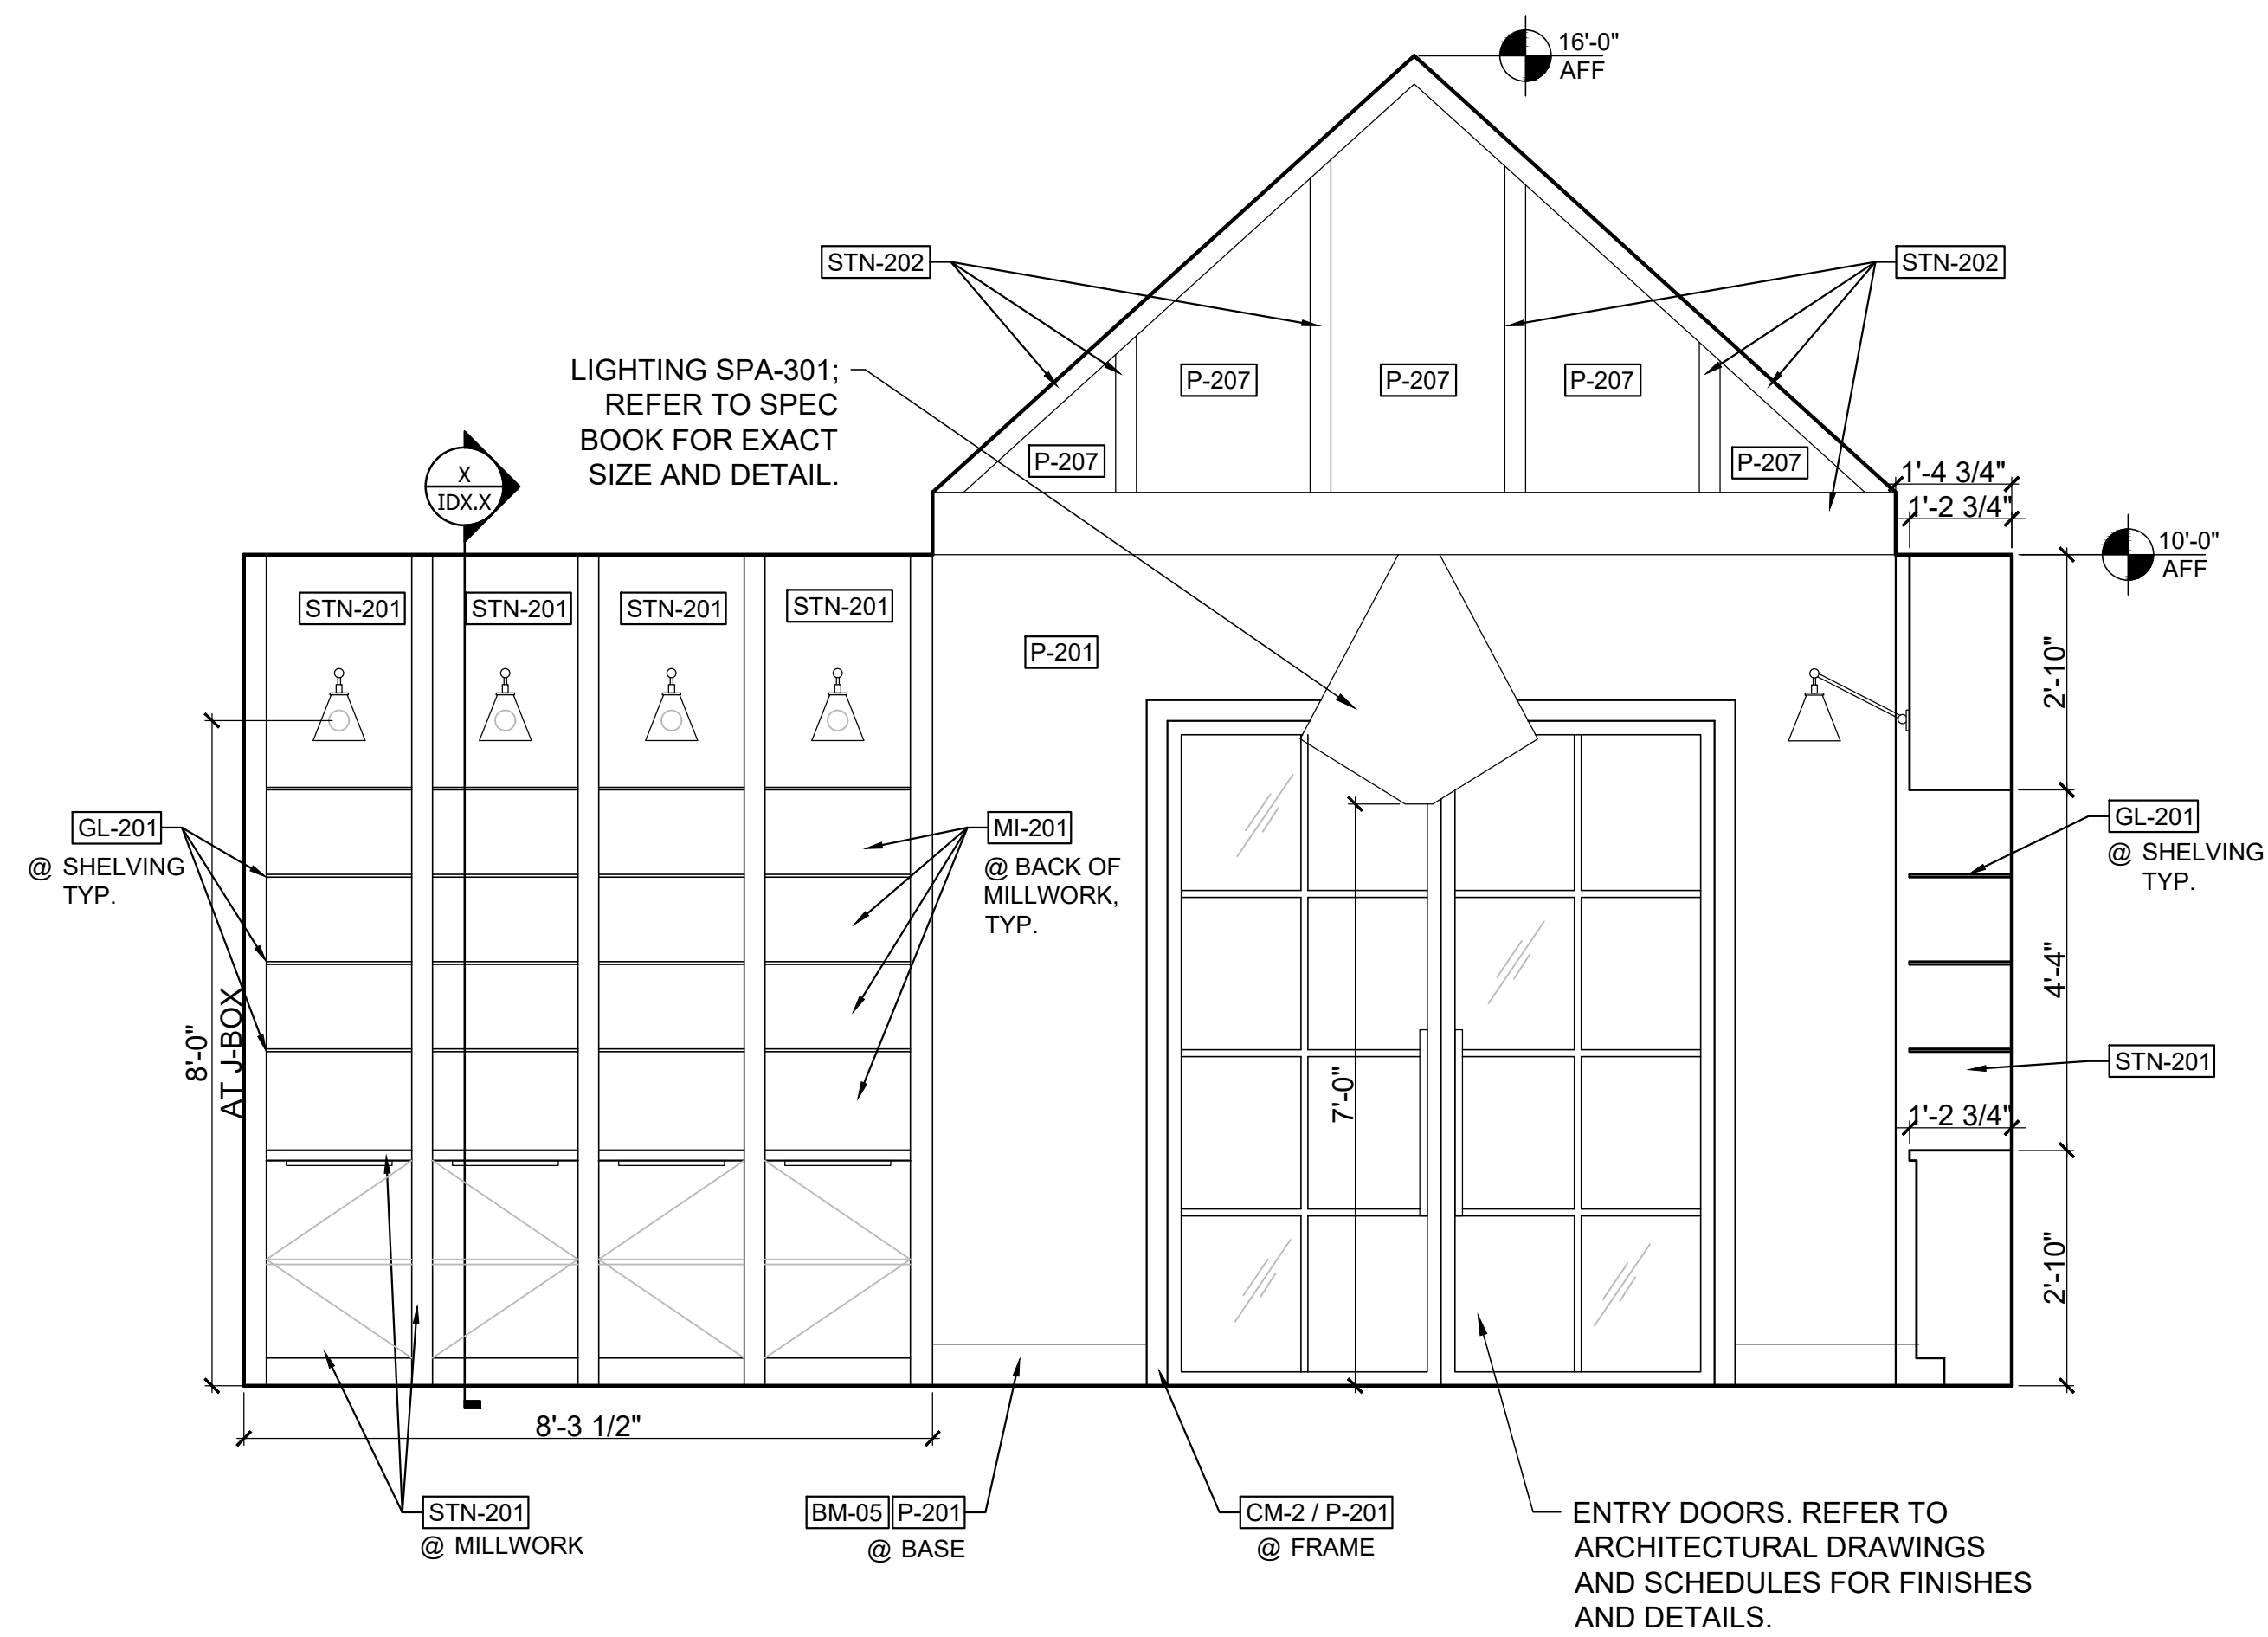 16'-0"
AFF
STN-202
STN-202
LIGHTING SPA-301;
REFER TO SPEC
BOOK FOR EXACT
SIZE AND DETAIL.
P-207
P-207
P-207
P-207
P-207
X
IDX.X
1'-4 3/4"
1'-2 3/4"
10'-0"
AFF
STN-201
STN-201
STN-201
STN-201
P-201
2'-10"
GL-201
@ SHELVING
TYP.
MI-201
@ BACK OF
MILLWORK,
TYP.
GL-201
@ SHELVING
TYP.
4'-4"
8'-0"
AT J-BOX
7'-0"
STN-201
1'-2 3/4"
2'-10"
8'-3 1/2"
STN-201
@ MILLWORK
BM-05 P-201
@ BASE
CM-2 / P-201
@ FRAME
ENTRY DOORS. REFER TO
ARCHITECTURAL DRAWINGS
AND SCHEDULES FOR FINISHES
AND DETAILS.